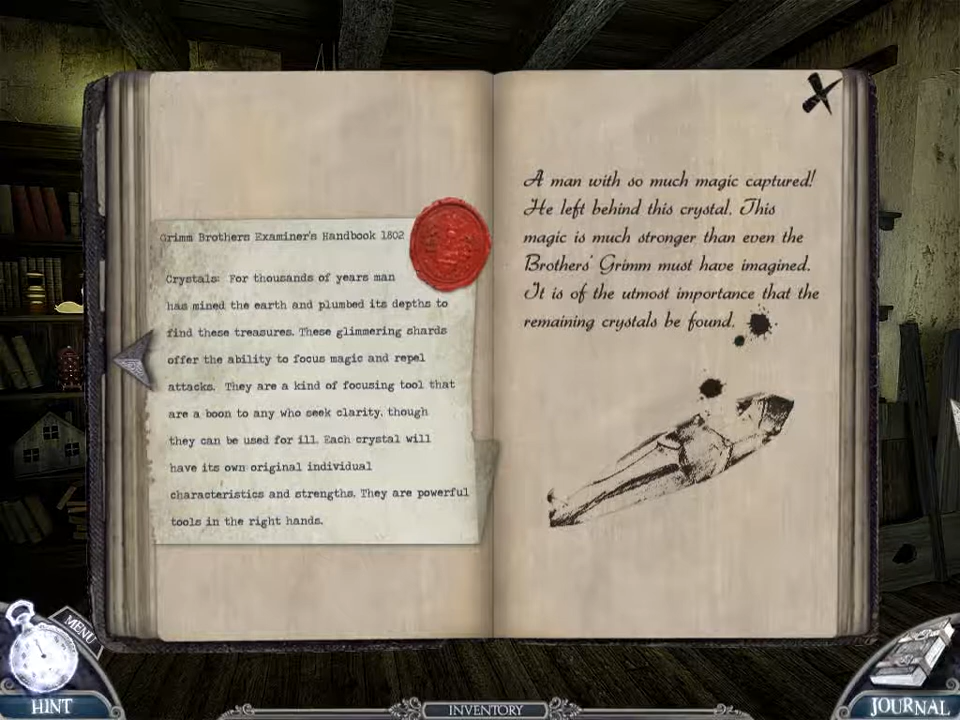 Grimm Brothers Examiner's Handbook 1802
Crystals: For thousands of years man
has mined the earth and plumbed its depths to
find these treasures. These glimmering shards
offer the ability to focus magic and repel
attacks. They are a kind of focusing tool that
are a boon to any who seek clarity, though
they can be used for ill. Each crystal will
have its own original individual
characteristics and strengths. They are powerful
tools in the right hands.
A man with so much magic captured!
He left behind this crystal. This
magic is much stronger than even the
Brothers' Grimm must have imagined.
It is of the utmost importance that the
remaining crystals be found.
MENU
HINT
INVENTORY
JOURNAL